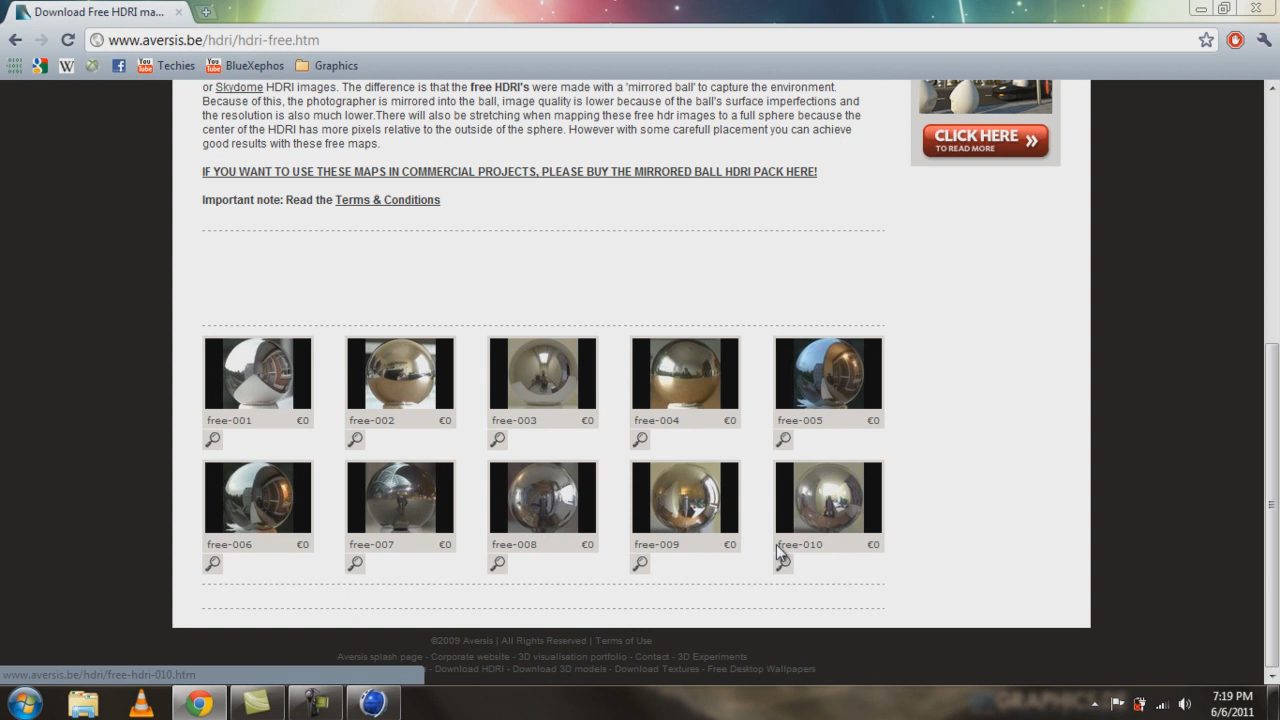 Download Free HDRI ma...
www.aversis.be/hdri/hdri-free.htm
Techies
BlueXephos
Graphics
or Skydome HDRI images. The difference is that the free HDRI's were made with a 'mirrored ball' to capture the environment.
Because of this, the photographer is mirrored into the ball, image quality is lower because of the ball's surface imperfections and
the resolution is also much lower.There will also be stretching when mapping these free hdr images to a full sphere because the
center of the HDRI has more pixels relative to the outside of the sphere. However with some carefull placement you can achieve
good results with these free maps.
IF YOU WANT TO USE THESE MAPS IN COMMERCIAL PROJECTS, PLEASE BUY THE MIRRORED BALL HDRI PACK HERE!
Important note: Read the Terms & Conditions
CLICK HERE
TO READ MORE
free-001 €0
free-002 €0
free-003 €0
free-004 €0
free-005 €0
free-006 €0
free-007 €0
free-008 €0
free-009 €0
free-010 €0
©2009 Aversis | All Rights Reserved | Terms of Use
Aversis splash page - Corporate website - 3D visualisation portfolio - Contact - 3D Experiments
- Download HDRI - Download 3D models - Download Textures - Free Desktop Wallpapers
www.aversis.be/hdri/free-hdri-010.htm
7:19 PM
6/6/2011